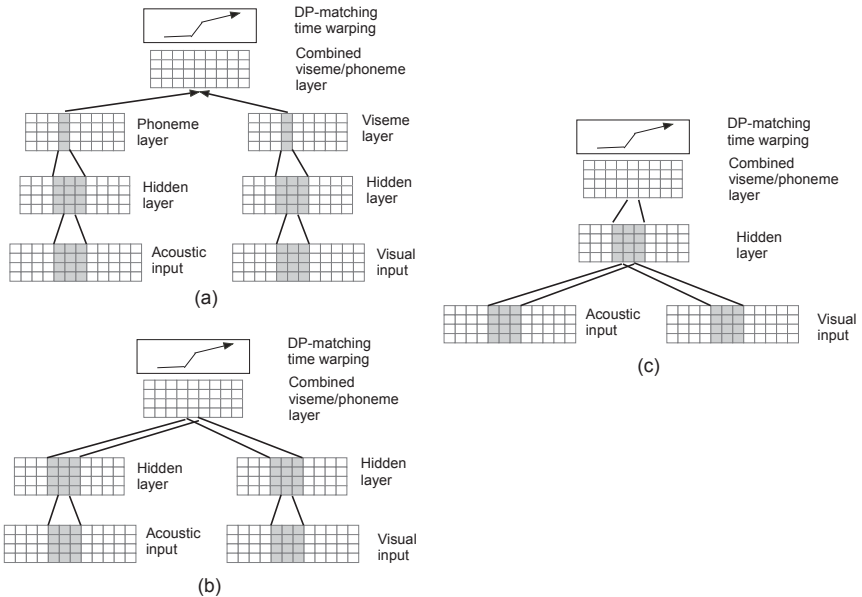 DP-matching
time warping
Combined
viseme/phoneme
layer
Phoneme
layer
Viseme
layer
Hidden
layer
Hidden
layer
Acoustic
input
Visual
input
(a)
DP-matching
time warping
Combined
viseme/phoneme
layer
Hidden
layer
Hidden
layer
Acoustic
input
Visual
input
(b)
DP-matching
time warping
Combined
viseme/phoneme
layer
Hidden
layer
Acoustic
input
Visual
input
(c)